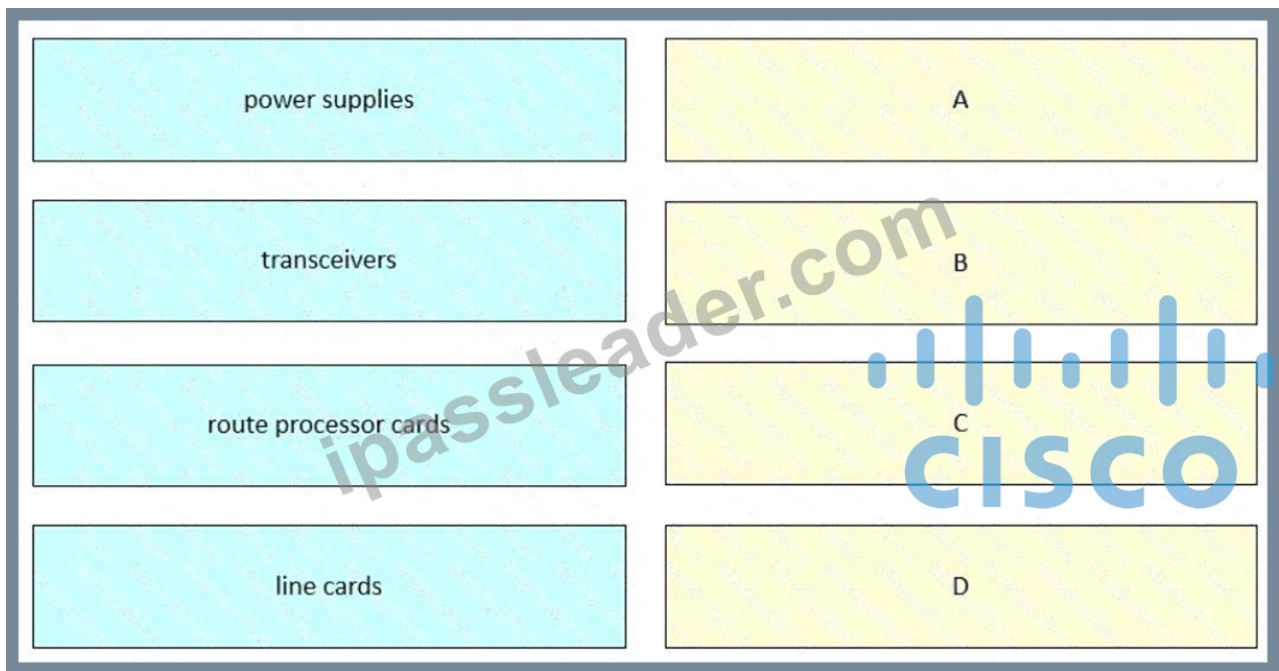 power supplies
A
transceivers
B
route processor cards
C
line cards
D
ipassleader.com
CISCO